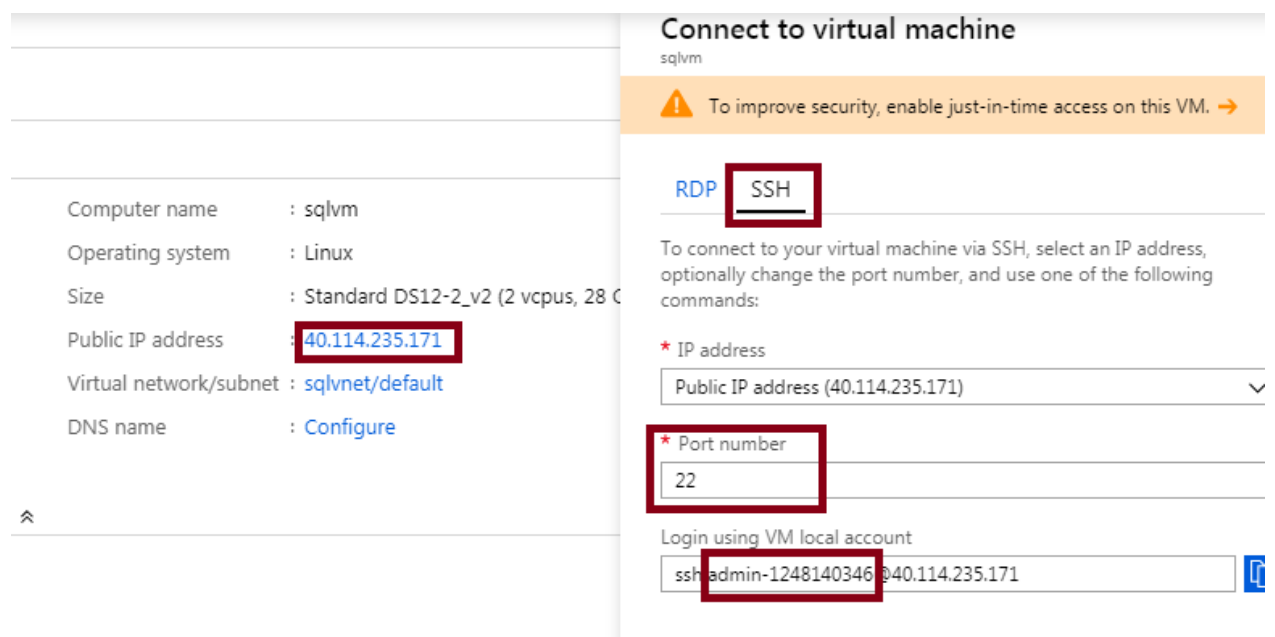 Connect to virtual machine
sqlvm
To improve security, enable just-in-time access on this VM. →
RDP SSH
Computer name : sqlvm
Operating system : Linux
Size : Standard DS12-2_v2 (2 vcpus, 28
Public IP address : 40.114.235.171
Virtual network/subnet : sqlvnet/default
DNS name : Configure
To connect to your virtual machine via SSH, select an IP address,
optionally change the port number, and use one of the following
commands:
* IP address
Public IP address (40.114.235.171)
* Port number
22
Login using VM local account
ssh admin-1248140346@40.114.235.171